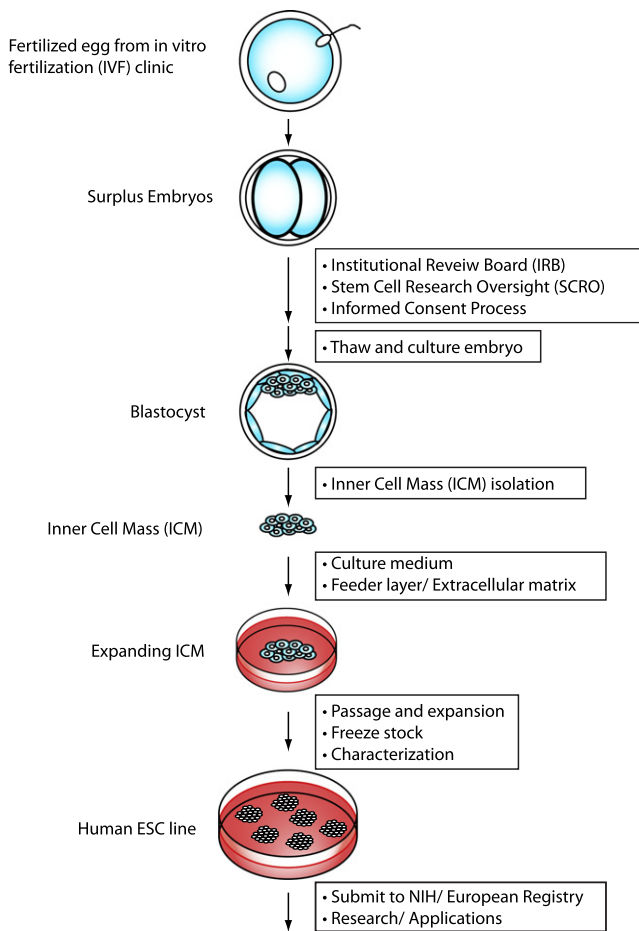 Fertilized egg from in vitro
fertilization (IVF) clinic
Surplus Embryos
• Institutional Reveiw Board (IRB)
• Stem Cell Research Oversight (SCRO)
• Informed Consent Process
• Thaw and culture embryo
Blastocyst
• Inner Cell Mass (ICM) isolation
Inner Cell Mass (ICM)
• Culture medium
• Feeder layer/ Extracellular matrix
Expanding ICM
• Passage and expansion
• Freeze stock
• Characterization
Human ESC line
• Submit to NIH/ European Registry
• Research/ Applications